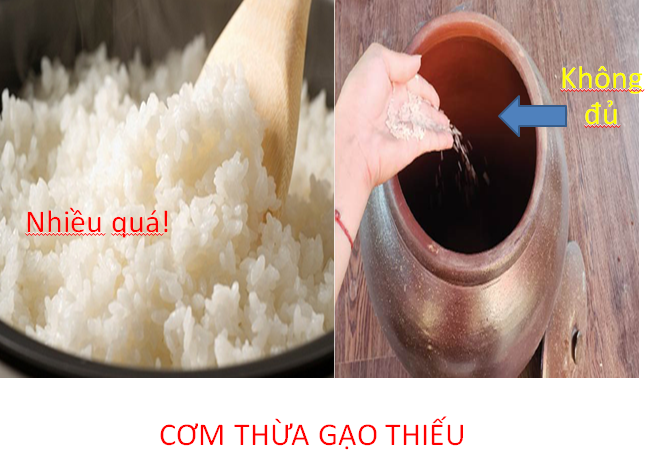 Nhiều quá!
Không
đủ
CƠM THỪA GẠO THIẾU